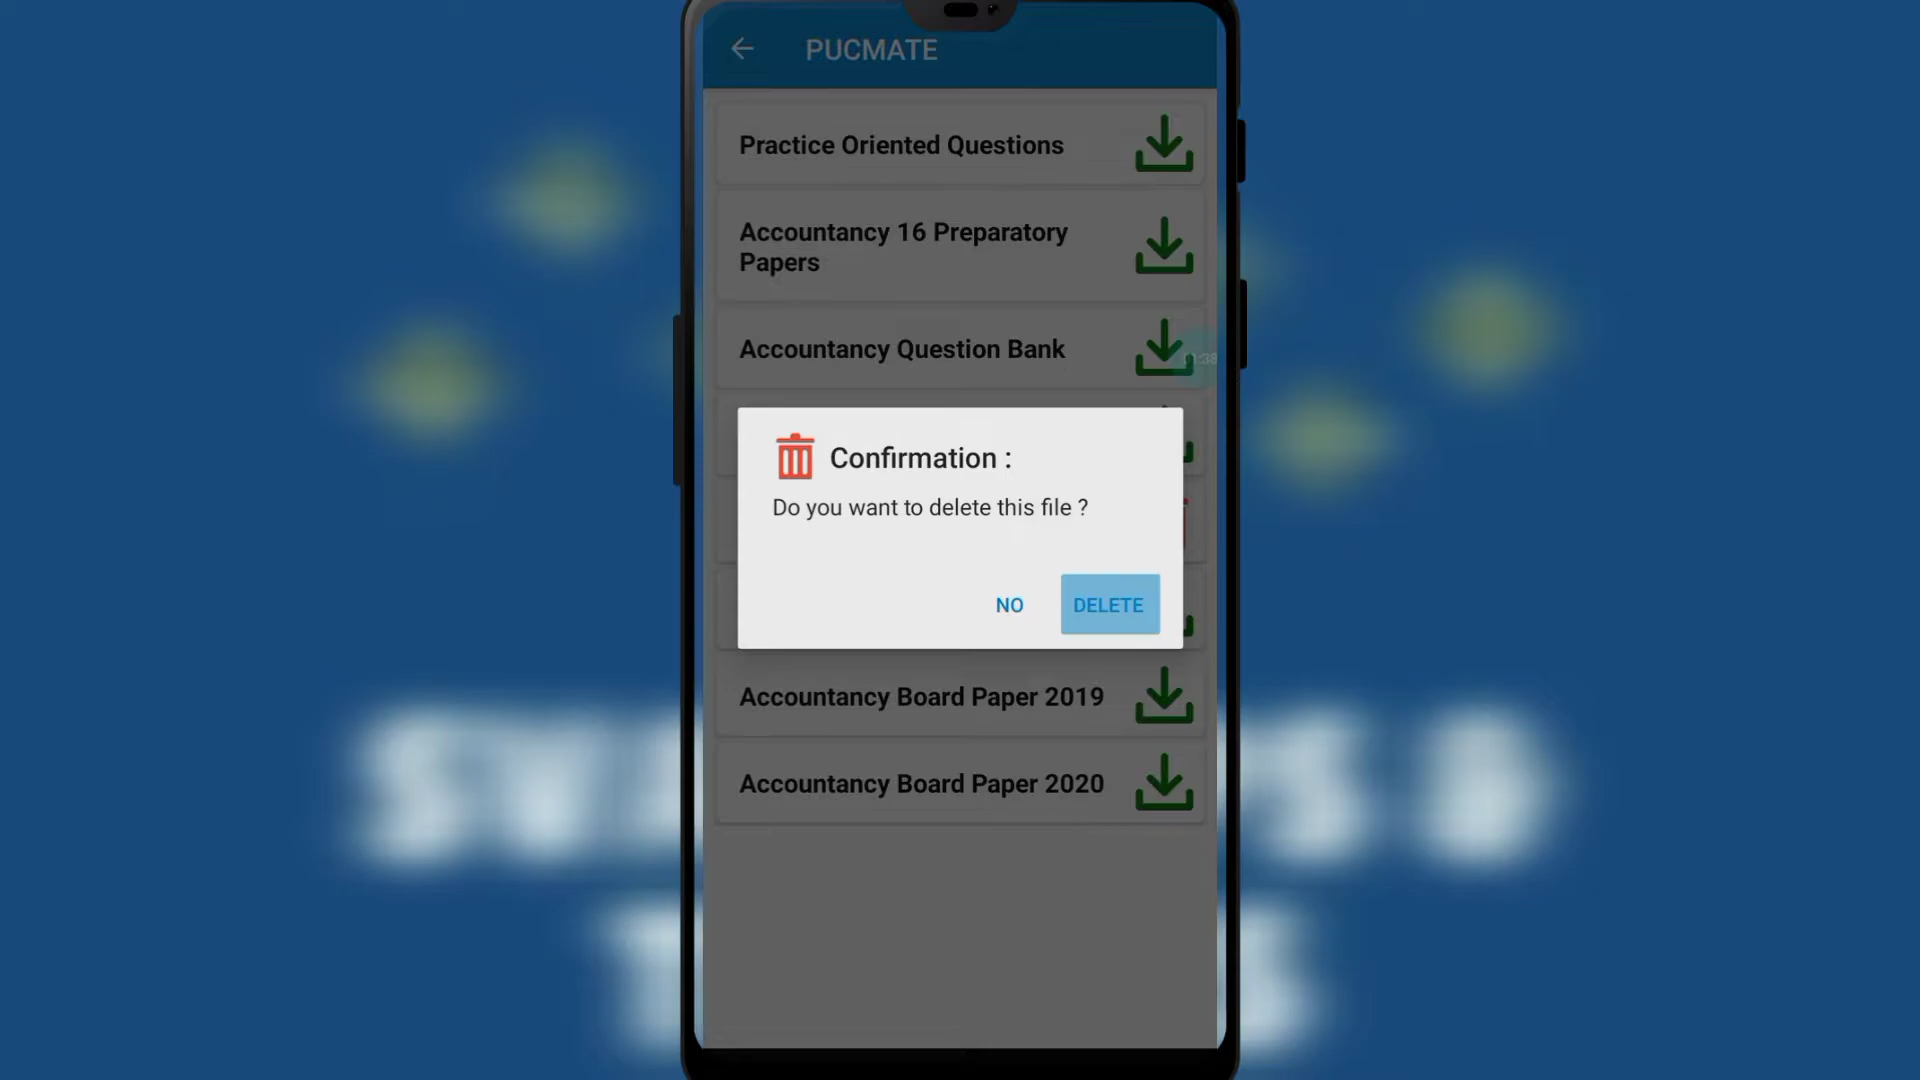 PUCMATE
Practice Oriented Questions
Accountancy 16 Preparatory
Papers
Accountancy Question Bank
Confirmation :
Do you want to delete this file ?
NO
DELETE
Accountancy Board Paper 2019
Accountancy Board Paper 2020